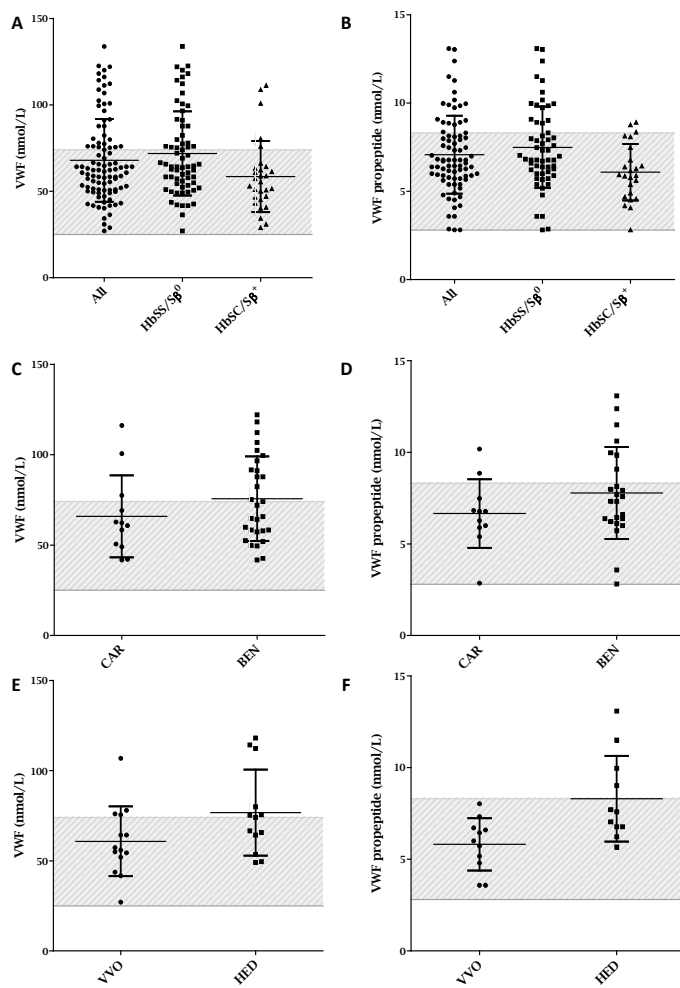 A
VWF (nmol/L)
150
100
50
0
All
HbSS/Sβ⁰
HbSC/Sβ⁺
B
VWF propeptide (nmol/L)
15
10
5
0
All
HbSS/Sβ⁰
HbSC/Sβ⁺
C
VWF (nmol/L)
150
100
50
0
CAR
BEN
D
VWF propeptide (nmol/L)
15
10
5
0
CAR
BEN
E
VWF (nmol/L)
150
100
50
0
VVO
HED
F
VWF propeptide (nmol/L)
15
10
5
0
VVO
HED